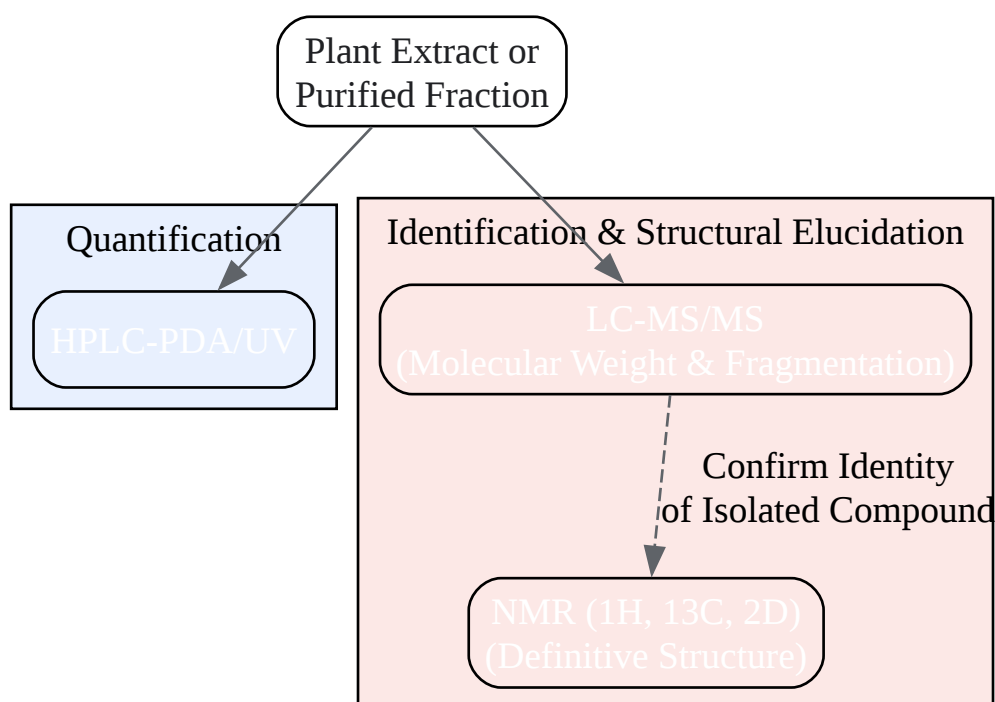 Plant Extract or
Purified Fraction
Quantification
HPLC-PDA/UV
Identification & Structural Elucidation
LC-MS/MS
(Molecular Weight & Fragmentation)
Confirm Identity
of Isolated Compound
NMR (1H, 13C, 2D)
(Definitive Structure)